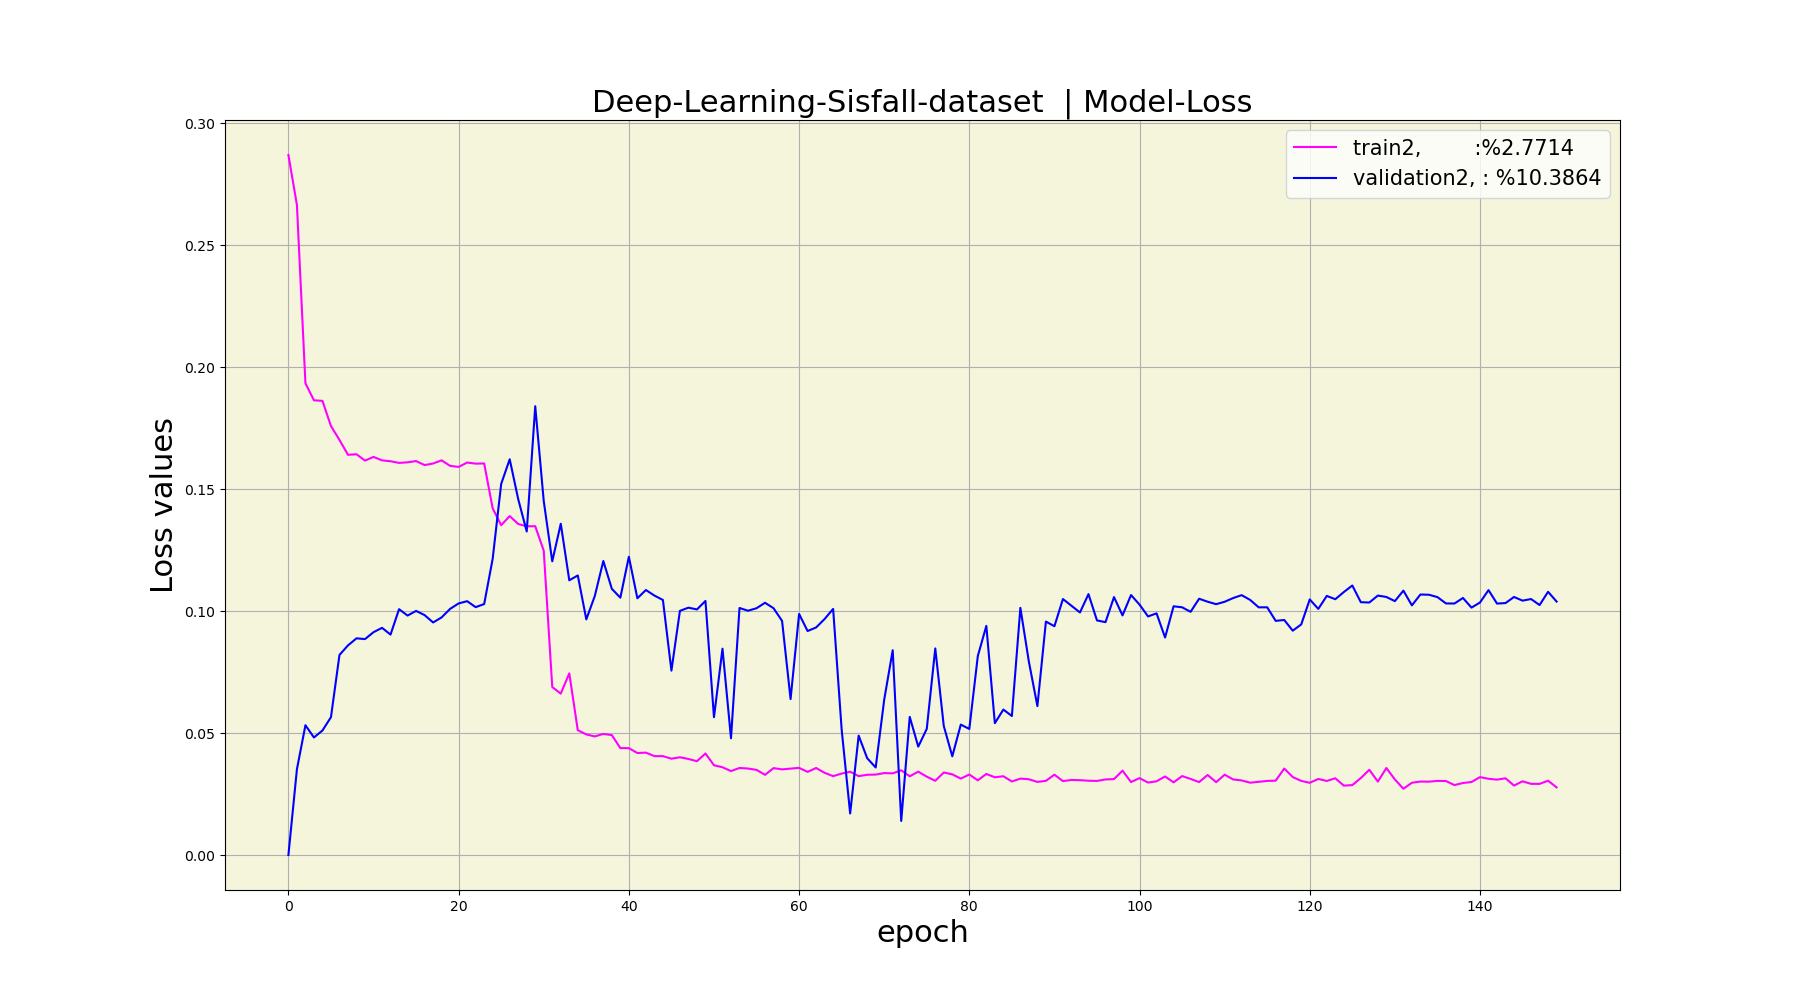 Deep-Learning-Sisfall-dataset | Model-Loss
train2, :%2.7714
validation2, : %10.3864
Loss values
0.30
0.25
0.20
0.15
0.10
0.05
0.00
0 20 40 60 80 100 120 140
epoch